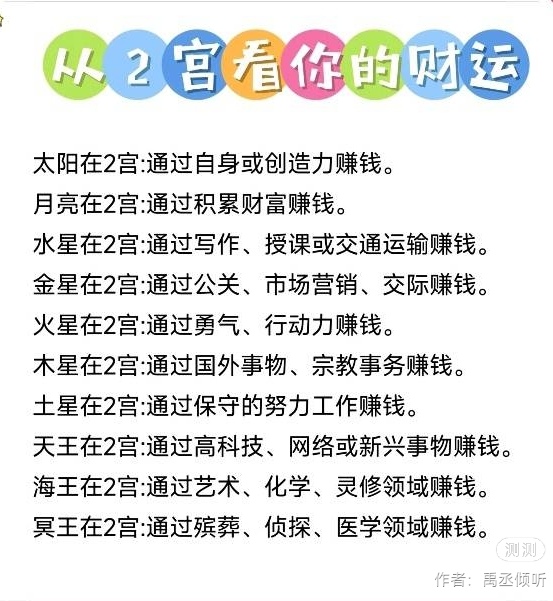 从2宫看你的财运
太阳在2宫:通过自身或创造力赚钱。
月亮在2宫:通过积累财富赚钱。
水星在2宫:通过写作、授课或交通运输赚钱。
金星在2宫:通过公关、市场营销、交际赚钱。
火星在2宫:通过勇气、行动力赚钱。
木星在2宫:通过国外事物、宗教事务赚钱。
土星在2宫:通过保守的努力工作赚钱。
天王在2宫:通过高科技、网络或新兴事物赚钱。
海王在2宫:通过艺术、化学、灵修领域赚钱。
冥王在2宫:通过殡葬、侦探、医学领域赚钱。
测测
作者：禹丞倾听